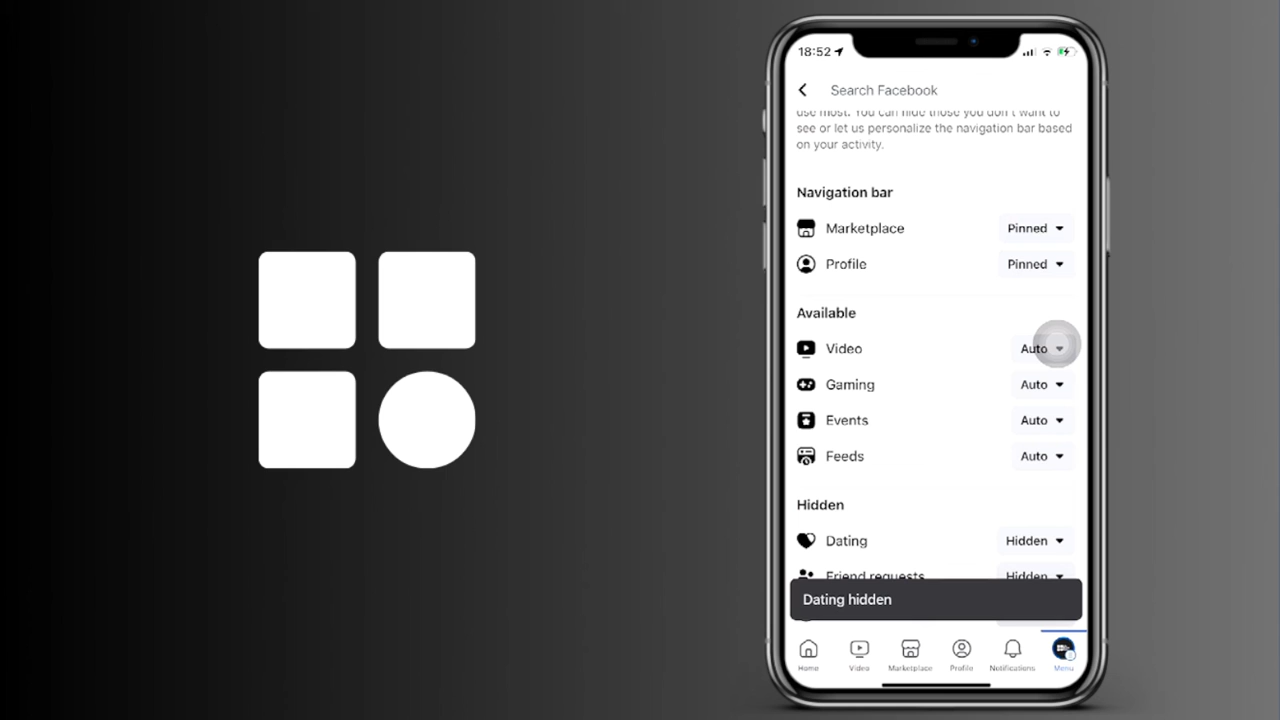 18:52
Search Facebook
use most. You can hide those you don't want to
see or let us personalize the navigation bar based
on your activity.
Navigation bar
Marketplace Pinned
Profile Pinned
Available
Video Auto
Gaming Auto
Events Auto
Feeds Auto
Hidden
Dating Hidden
Friend requests Hidden
Dating hidden
Home Video Marketplace Profile Notifications Menu